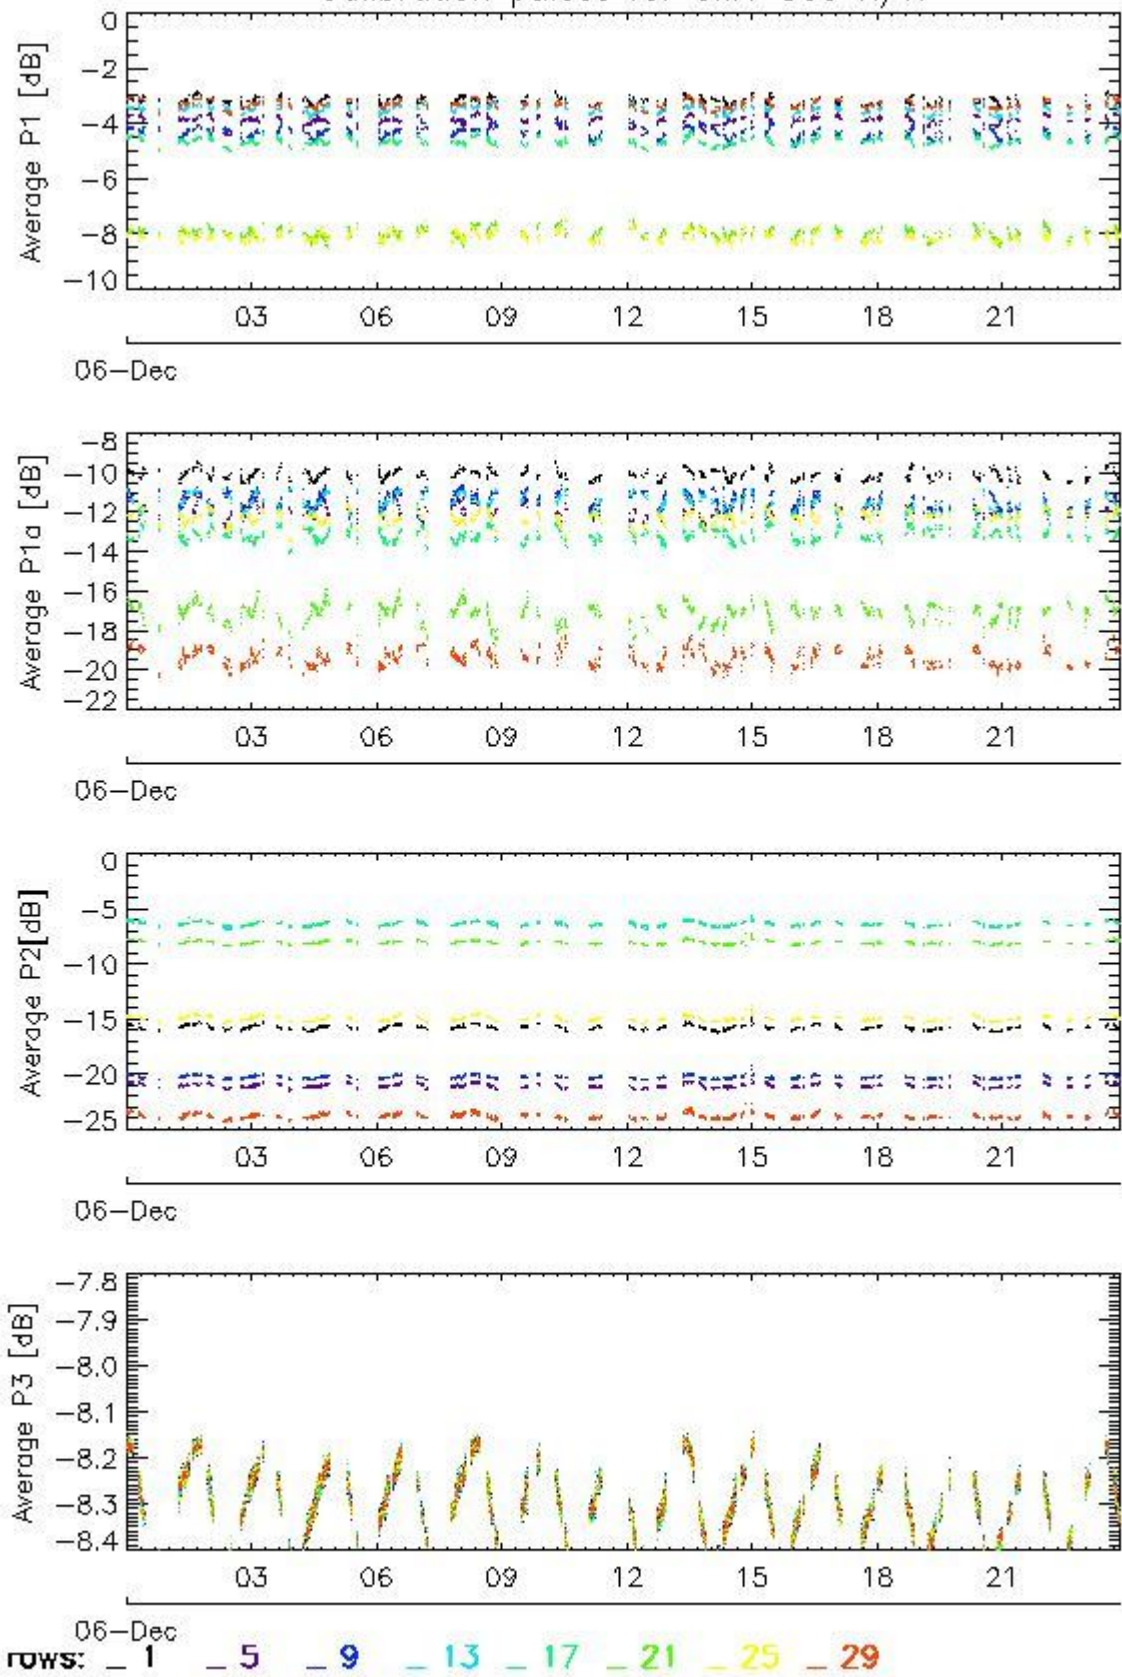 0
-2
-4
-6
-8
-10
Average P1 [dB]
03 06 09 12 15 18 21
06-Dec
-8
-10
-12
-14
-16
-18
-20
-22
Average P1a [dB]
03 06 09 12 15 18 21
06-Dec
0
-5
-10
-15
-20
-25
Average P2[dB]
03 06 09 12 15 18 21
06-Dec
-7.8
-7.9
-8.0
-8.1
-8.2
-8.3
-8.4
Average P3 [dB]
03 06 09 12 15 18 21
06-Dec
rows: _ 1 _ 5 _ 9 _ 13 _ 17 _ 21 _ 25 _ 29